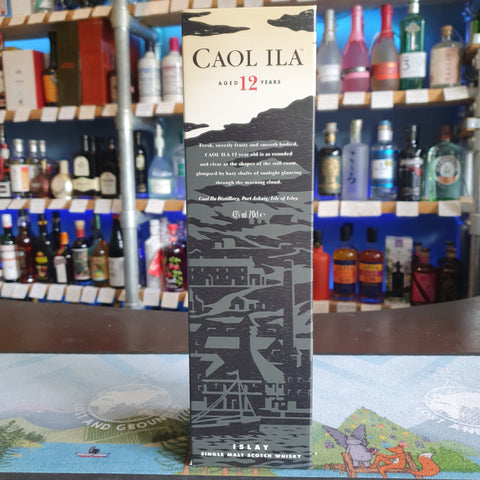 CAOL ILA™
AGED 12 YEARS
Fresh, sweetly fruity and smooth bodied,
CAOL ILA 12 year old is as rounded
and clear as the shafts of the still room,
glimpsed by hazy shafts of sunlight glancing
through the morning cloud.
Caol Ila Distillery, Port Askaig, Isle of Islay
43% vol 70cl e
ISLAY
SINGLE MALT SCOTCH WHISKY